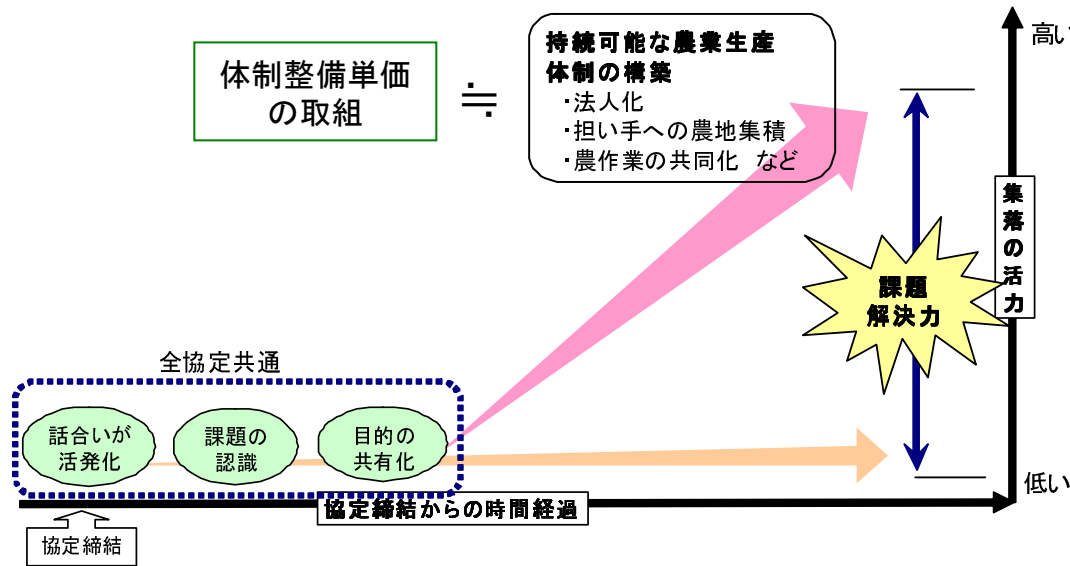 体制整備単価
の取組
≒
持続可能な農業生産
体制の構築
・法人化
・担い手への農地集積
・農作業の共同化 など
高い
集落の活力
課題
解決力
全協定共通
話合いが
活発化
課題の
認識
目的の
共有化
低い
協定締結からの時間経過
協定締結